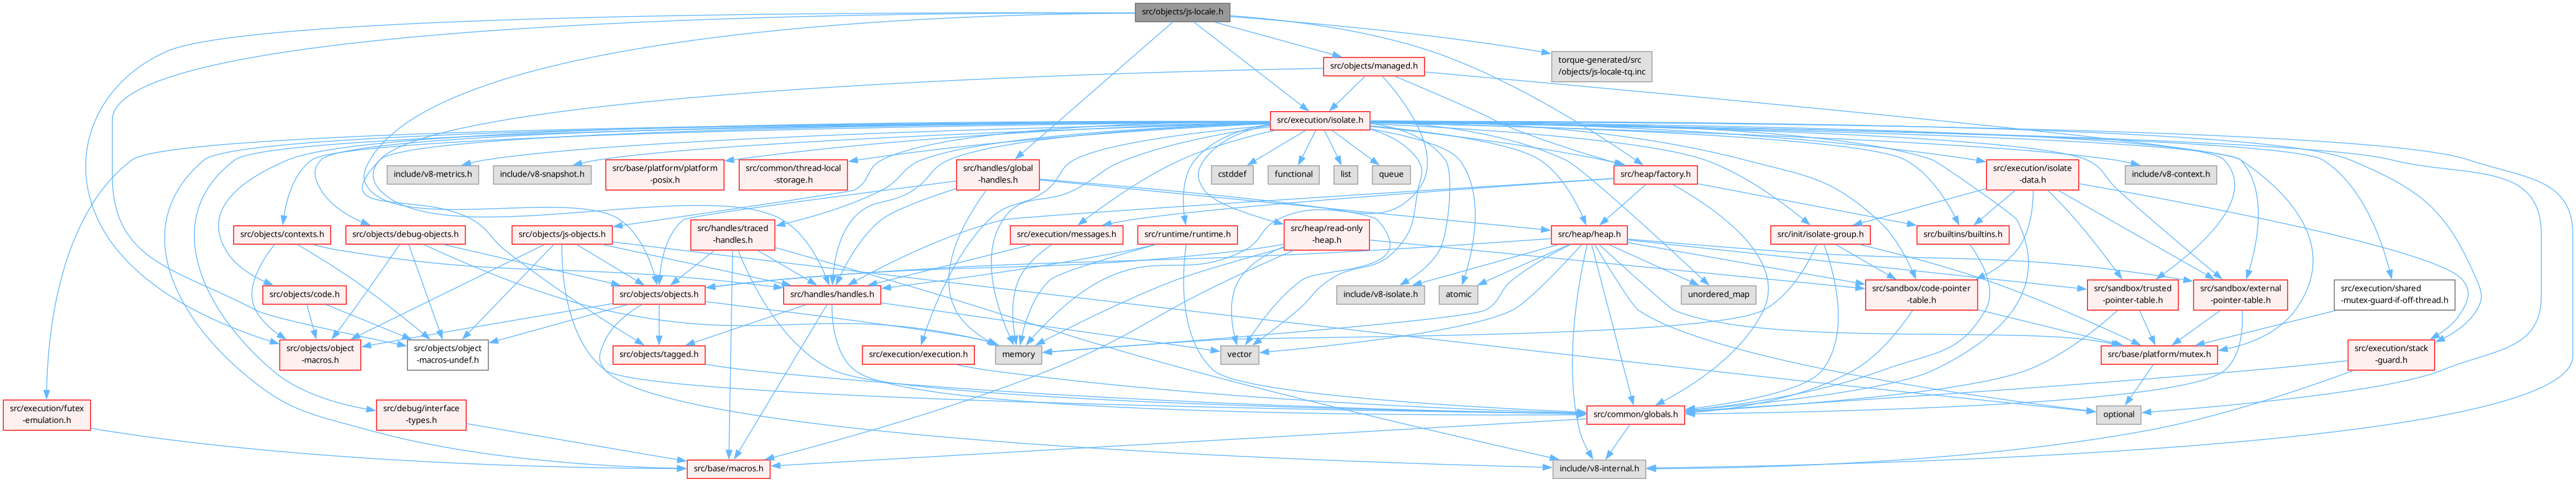 src/objects/js-locale.h
torque-generated/src
/objects/js-locale-tq.inc
src/objects/managed.h
src/execution/isolate.h
include/v8-metrics.h
include/v8-snapshot.h
src/base/platform/platform
-posix.h
src/common/thread-local
-storage.h
src/handles/global
-handles.h
cstddef
functional
list
queue
src/heap/factory.h
src/execution/isolate
-data.h
include/v8-context.h
src/objects/contexts.h
src/objects/debug-objects.h
src/objects/js-objects.h
src/handles/traced
-handles.h
src/execution/messages.h
src/runtime/runtime.h
src/heap/read-only
-heap.h
src/heap/heap.h
src/init/isolate-group.h
src/builtins/builtins.h
src/objects/code.h
src/objects/objects.h
src/handles/handles.h
include/v8-isolate.h
atomic
src/sandbox/code-pointer
-table.h
unordered_map
src/sandbox/trusted
-pointer-table.h
src/sandbox/external
-pointer-table.h
src/execution/shared
-mutex-guard-if-off-thread.h
src/objects/object
-macros.h
src/objects/object
-macros-undef.h
src/objects/tagged.h
src/execution/execution.h
memory
vector
src/base/platform/mutex.h
src/execution/stack
-guard.h
src/execution/futex
-emulation.h
src/debug/interface
-types.h
src/common/globals.h
optional
src/base/macros.h
include/v8-internal.h